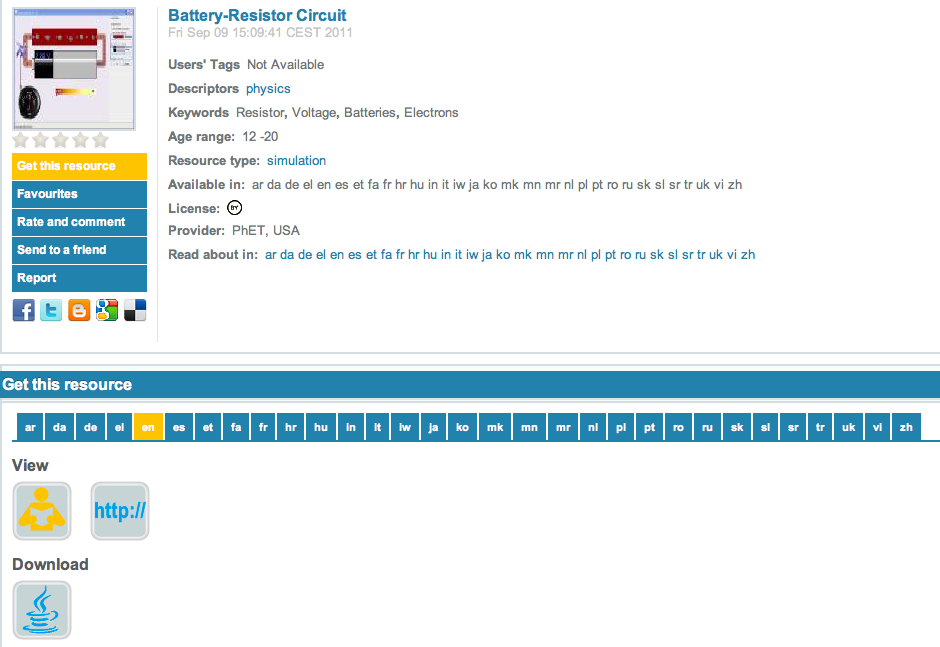 Battery-Resistor Circuit
Fri Sep 09 15:09:41 CEST 2011
Users' Tags Not Available
Descriptors physics
Keywords Resistor, Voltage, Batteries, Electrons
Age range: 12 -20
Resource type: simulation
Available in: ar da de el en es et fa fr hr hu in it iw ja ko mk mn mr nl pl pt ro ru sk sl sr tr uk vi zh
License: BY
Provider: PhET, USA
Read about in: ar da de el en es et fa fr hr hu in it iw ja ko mk mn mr nl pl pt ro ru sk sl sr tr uk vi zh
Get this resource
Favourites
Rate and comment
Send to a friend
Report
Get this resource
ar da de el en es et fa fr hr hu in it iw ja ko mk mn mr nl pl pt ro ru sk sl sr tr uk vi zh
View
http://
Download